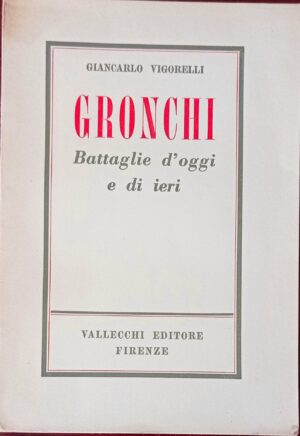 GIANCARLO VIGORELLI
GRONCHI
Battaglie d'oggi
e di ieri
VALLECCHI EDITORE
FIRENZE